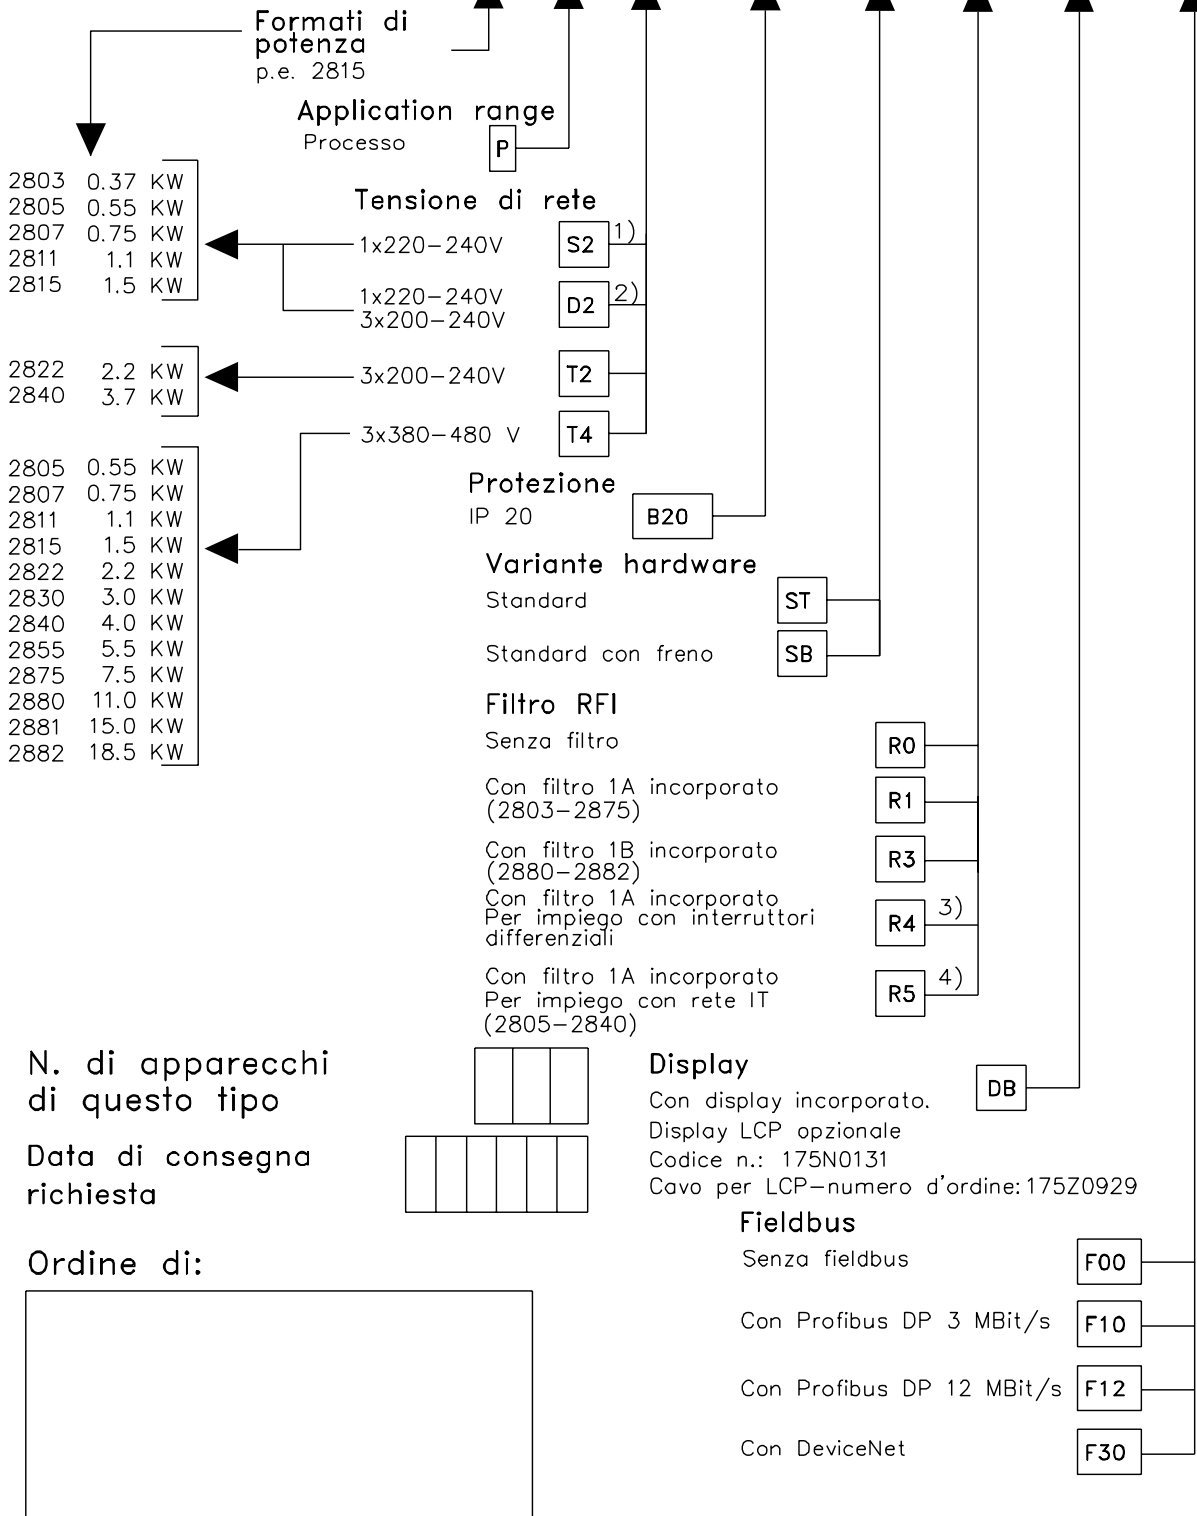 Formati di
potenza
p.e. 2815
Application range
Processo
P
2803 0.37 KW
2805 0.55 KW
2807 0.75 KW
2811 1.1 KW
2815 1.5 KW
Tensione di rete
1x220-240V S2 1)
1x220-240V
3x200-240V
D2 2)
2822 2.2 KW
2840 3.7 KW
3x200-240V T2
3x380-480 V T4
2805 0.55 KW
2807 0.75 KW
2811 1.1 KW
2815 1.5 KW
2822 2.2 KW
2830 3.0 KW
2840 4.0 KW
2855 5.5 KW
2875 7.5 KW
2880 11.0 KW
2881 15.0 KW
2882 18.5 KW
Protezione
IP 20 B20
Variante hardware
Standard ST
Standard con freno SB
Filtro RFI
Senza filtro R0
Con filtro 1A incorporato
(2803-2875)
R1
Con filtro 1B incorporato
(2880-2882)
R3
Con filtro 1A incorporato
Per impiego con interruttori
differenziali
R4 3)
Con filtro 1A incorporato
Per impiego con rete IT
(2805-2840)
R5 4)
N. di apparecchi
di questo tipo
Data di consegna
richiesta
Ordine di:
Display
Con display incorporato.
DB
Display LCP opzionale
Codice n.: 175N0131
Cavo per LCP-numero d'ordine: 175Z0929
Fieldbus
Senza fieldbus F00
Con Profibus DP 3 MBit/s F10
Con Profibus DP 12 MBit/s F12
Con DeviceNet F30